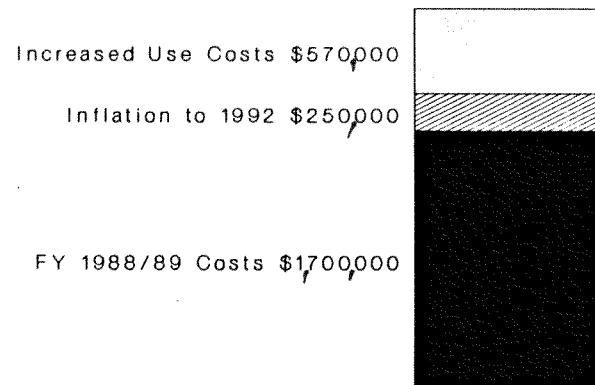 Increased Use Costs $570,000
Inflation to 1992 $250,000
FY 1988/89 Costs $1,700,000